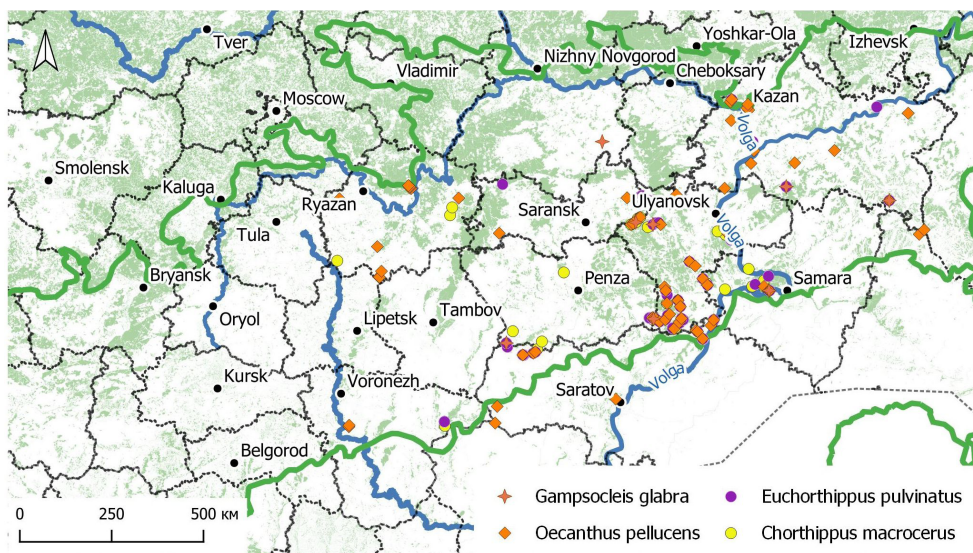 Tver
Yoshkar-Ola
Izhevsk
Nizhny Novgorod
Vladimir
Cheboksary
Moscow
Kazan
Volga
Smolensk
Kaluga
Ryazan
Ulyanovsk
Saransk
Tula
Volga
Bryansk
Penza
Samara
Oryol
Lipetsk
Tambov
Kursk
Voronezh
Saratov
Volga
Belgorod
0 250 500 км
Gampsocleis glabra
Euchorthippus pulvinatus
Oecanthus pellucens
Chorthippus macrocerus